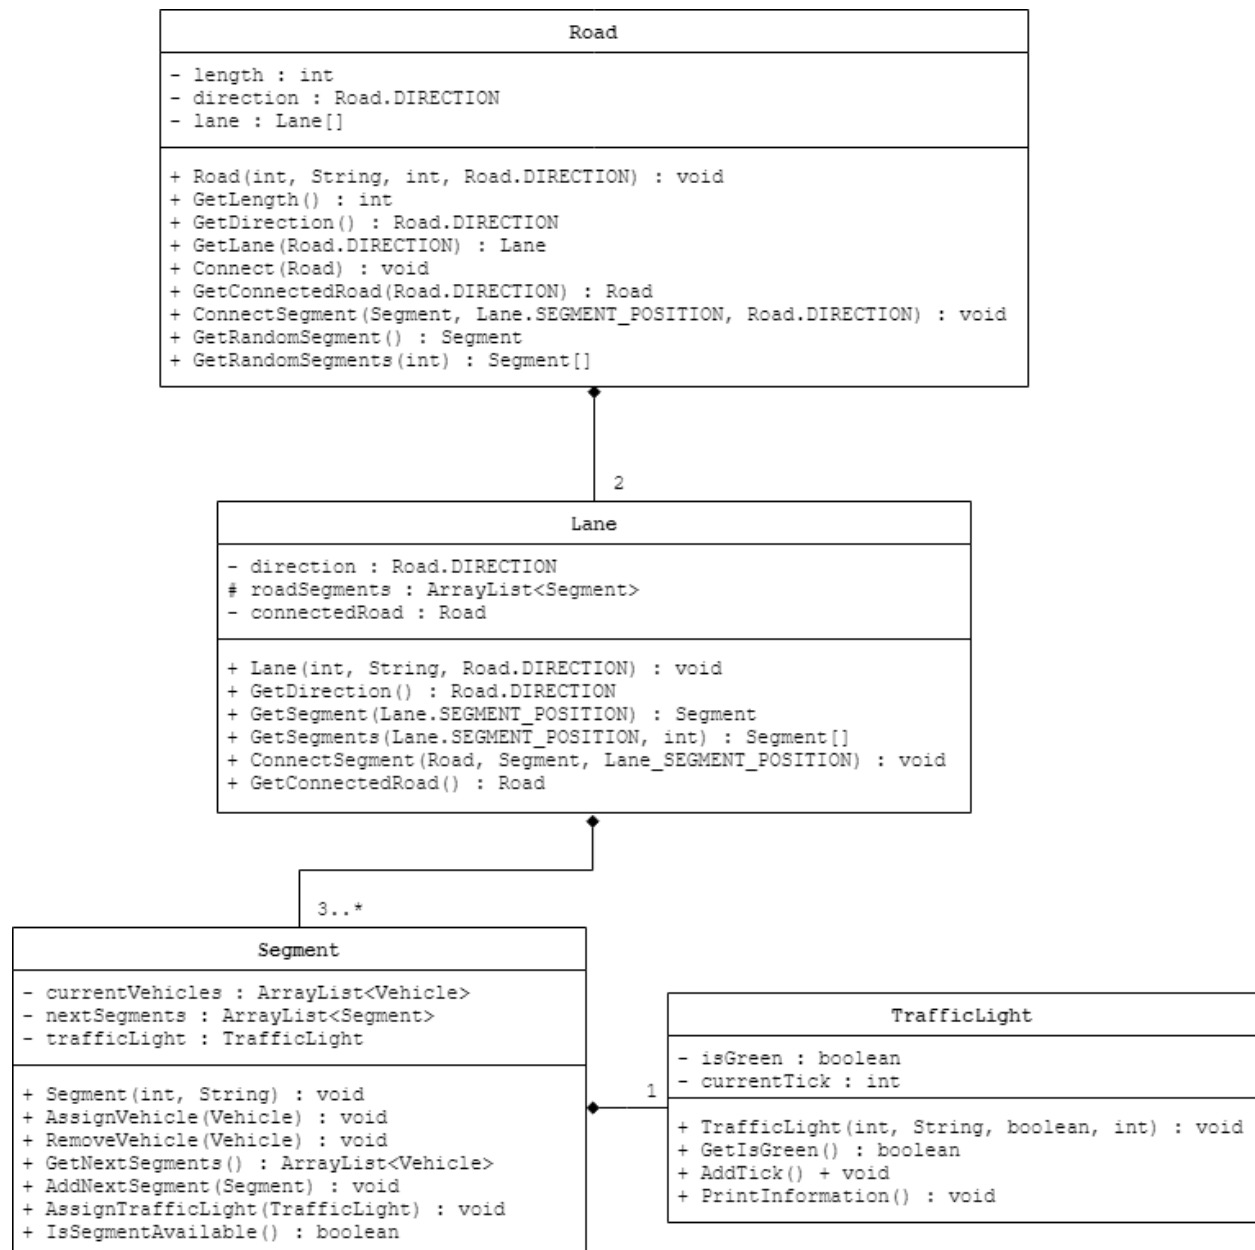 Road
- length : int
- direction : Road.DIRECTION
- lane : Lane[]
+ Road(int, String, int, Road.DIRECTION) : void
+ GetLength() : int
+ GetDirection() : Road.DIRECTION
+ GetLane(Road.DIRECTION) : Lane
+ Connect(Road) : void
+ GetConnectedRoad(Road.DIRECTION) : Road
+ ConnectSegment(Segment, Lane.SEGMENT_POSITION, Road.DIRECTION) : void
+ GetRandomSegment() : Segment
+ GetRandomSegments(int) : Segment[]
2
Lane
- direction : Road.DIRECTION
# roadSegments : ArrayList<Segment>
- connectedRoad : Road
+ Lane(int, String, Road.DIRECTION) : void
+ GetDirection() : Road.DIRECTION
+ GetSegment(Lane.SEGMENT_POSITION) : Segment
+ GetSegments(Lane.SEGMENT_POSITION, int) : Segment[]
+ ConnectSegment(Road, Segment, Lane_SEGMENT_POSITION) : void
+ GetConnectedRoad() : Road
3..*
Segment
- currentVehicles : ArrayList<Vehicle>
- nextSegments : ArrayList<Segment>
- trafficLight : TrafficLight
+ Segment(int, String) : void
+ AssignVehicle(Vehicle) : void
+ RemoveVehicle(Vehicle) : void
+ GetNextSegments() : ArrayList<Vehicle>
+ AddNextSegment(Segment) : void
+ AssignTrafficLight(TrafficLight) : void
+ IsSegmentAvailable() : boolean
1
TrafficLight
- isGreen : boolean
- currentTick : int
+ TrafficLight(int, String, boolean, int) : void
+ GetIsGreen() : boolean
+ AddTick() + void
+ PrintInformation() : void